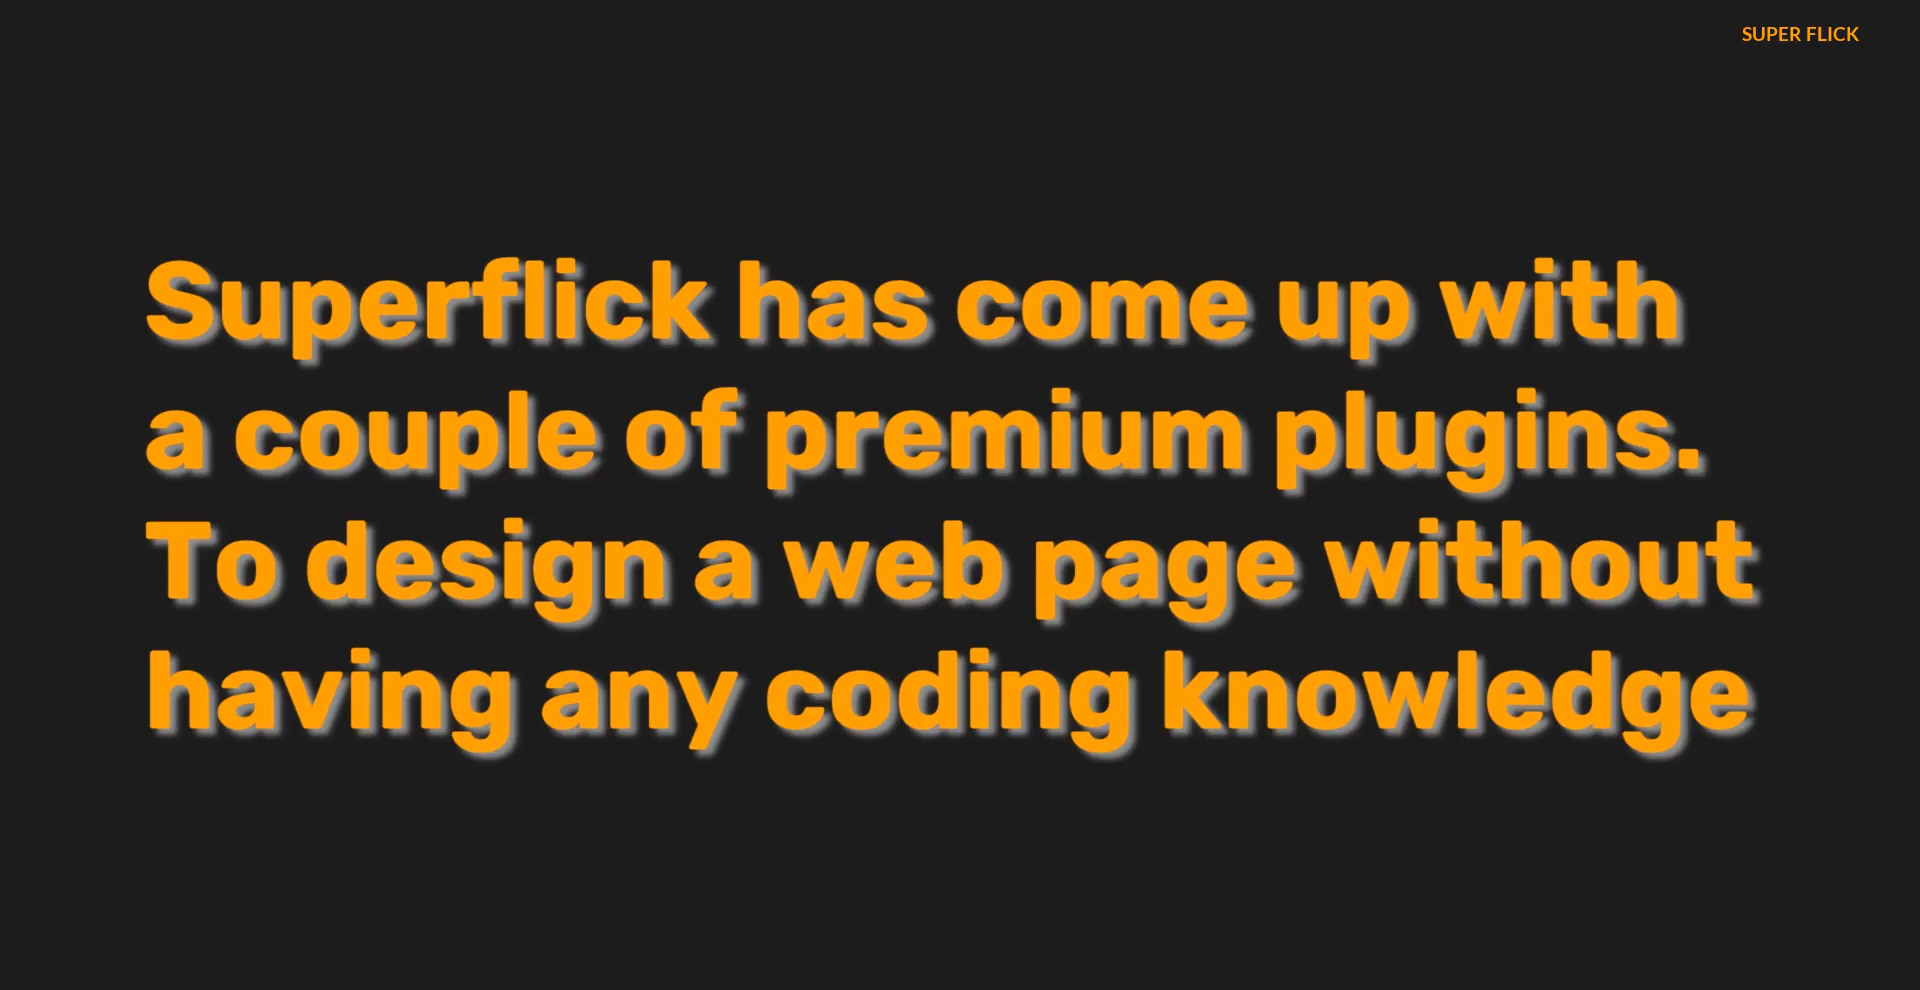 SUPER FLICK
Superflick has come up with
a couple of premium plugins.
To design a web page without
having any coding knowledge